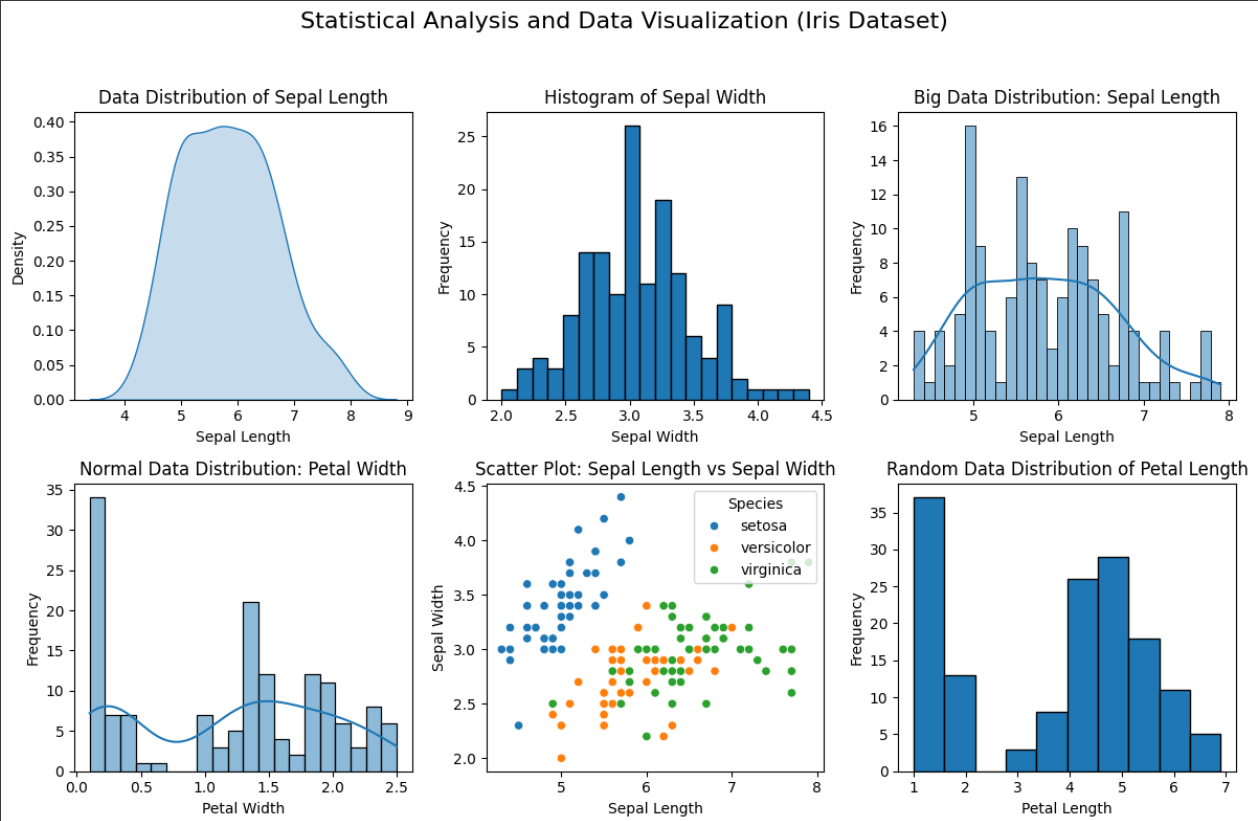 Statistical Analysis and Data Visualization (Iris Dataset)
Data Distribution of Sepal Length
0.40
0.35
0.30
0.25
0.20
0.15
0.10
0.05
0.00
Density
4 5 6 7 8 9
Sepal Length
Histogram of Sepal Width
25
20
15
10
5
0
Frequency
2.0 2.5 3.0 3.5 4.0 4.5
Sepal Width
Big Data Distribution: Sepal Length
16
14
12
10
8
6
4
2
0
Frequency
5 6 7 8
Sepal Length
Normal Data Distribution: Petal Width
35
30
25
20
15
10
5
0
Frequency
0.0 0.5 1.0 1.5 2.0 2.5
Petal Width
Scatter Plot: Sepal Length vs Sepal Width
4.5
4.0
3.5
3.0
2.5
2.0
Sepal Width
Species
setosa
versicolor
virginica
5 6 7 8
Sepal Length
Random Data Distribution of Petal Length
35
30
25
20
15
10
5
0
Frequency
1 2 3 4 5 6 7
Petal Length